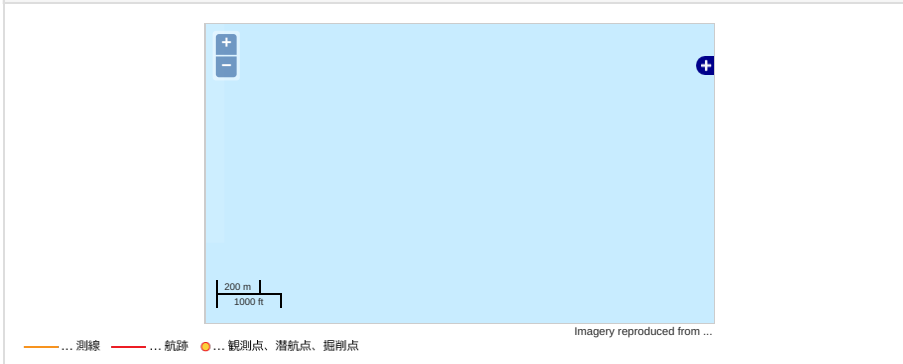 +
−
+
200 m
1000 ft
Imagery reproduced from ...
... 測線 ... 航跡 ... 観測点、潜航点、掘削点